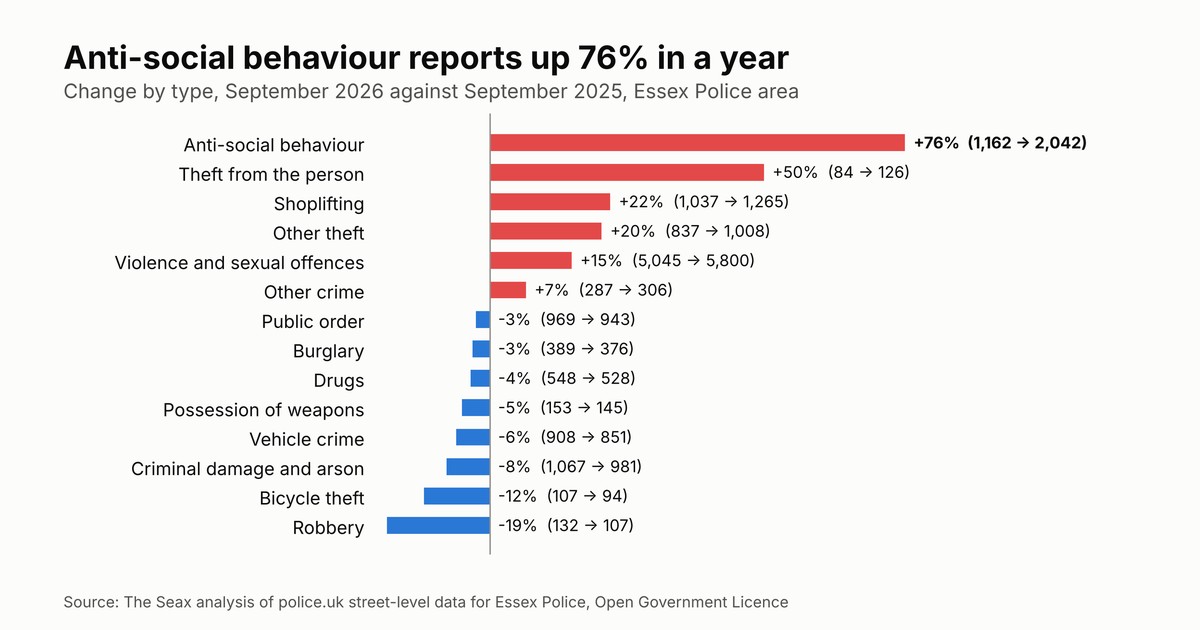 Anti-social behaviour reports up 76% in a year
Change by type, September 2026 against September 2025, Essex Police area
Anti-social behaviour +76% (1,162 → 2,042)
Theft from the person +50% (84 → 126)
Shoplifting +22% (1,037 → 1,265)
Other theft +20% (837 → 1,008)
Violence and sexual offences +15% (5,045 → 5,800)
Other crime +7% (287 → 306)
Public order -3% (969 → 943)
Burglary -3% (389 → 376)
Drugs -4% (548 → 528)
Possession of weapons -5% (153 → 145)
Vehicle crime -6% (908 → 851)
Criminal damage and arson -8% (1,067 → 981)
Bicycle theft -12% (107 → 94)
Robbery -19% (132 → 107)
Source: The Seax analysis of police.uk street-level data for Essex Police, Open Government Licence